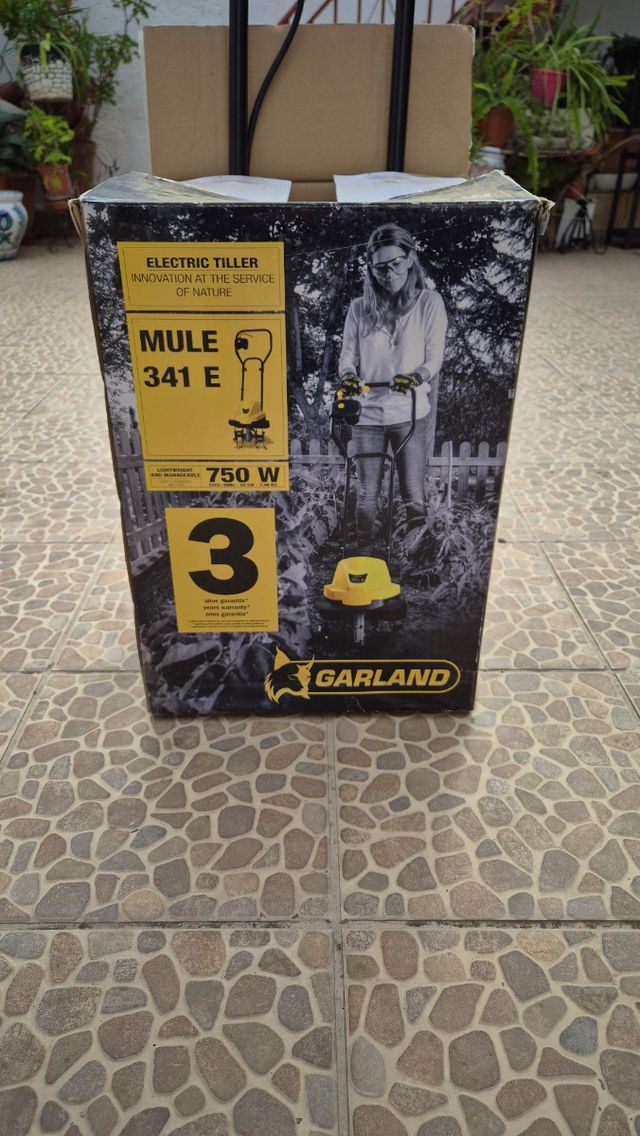 ELECTRIC TILLER
INNOVATION AT THE SERVICE
OF NATURE
MULE
341 E
LIGHTWEIGHT
AND MANAGEABLE
750 W
3
años garantía*
years warranty*
anos garantia*
GARLAND